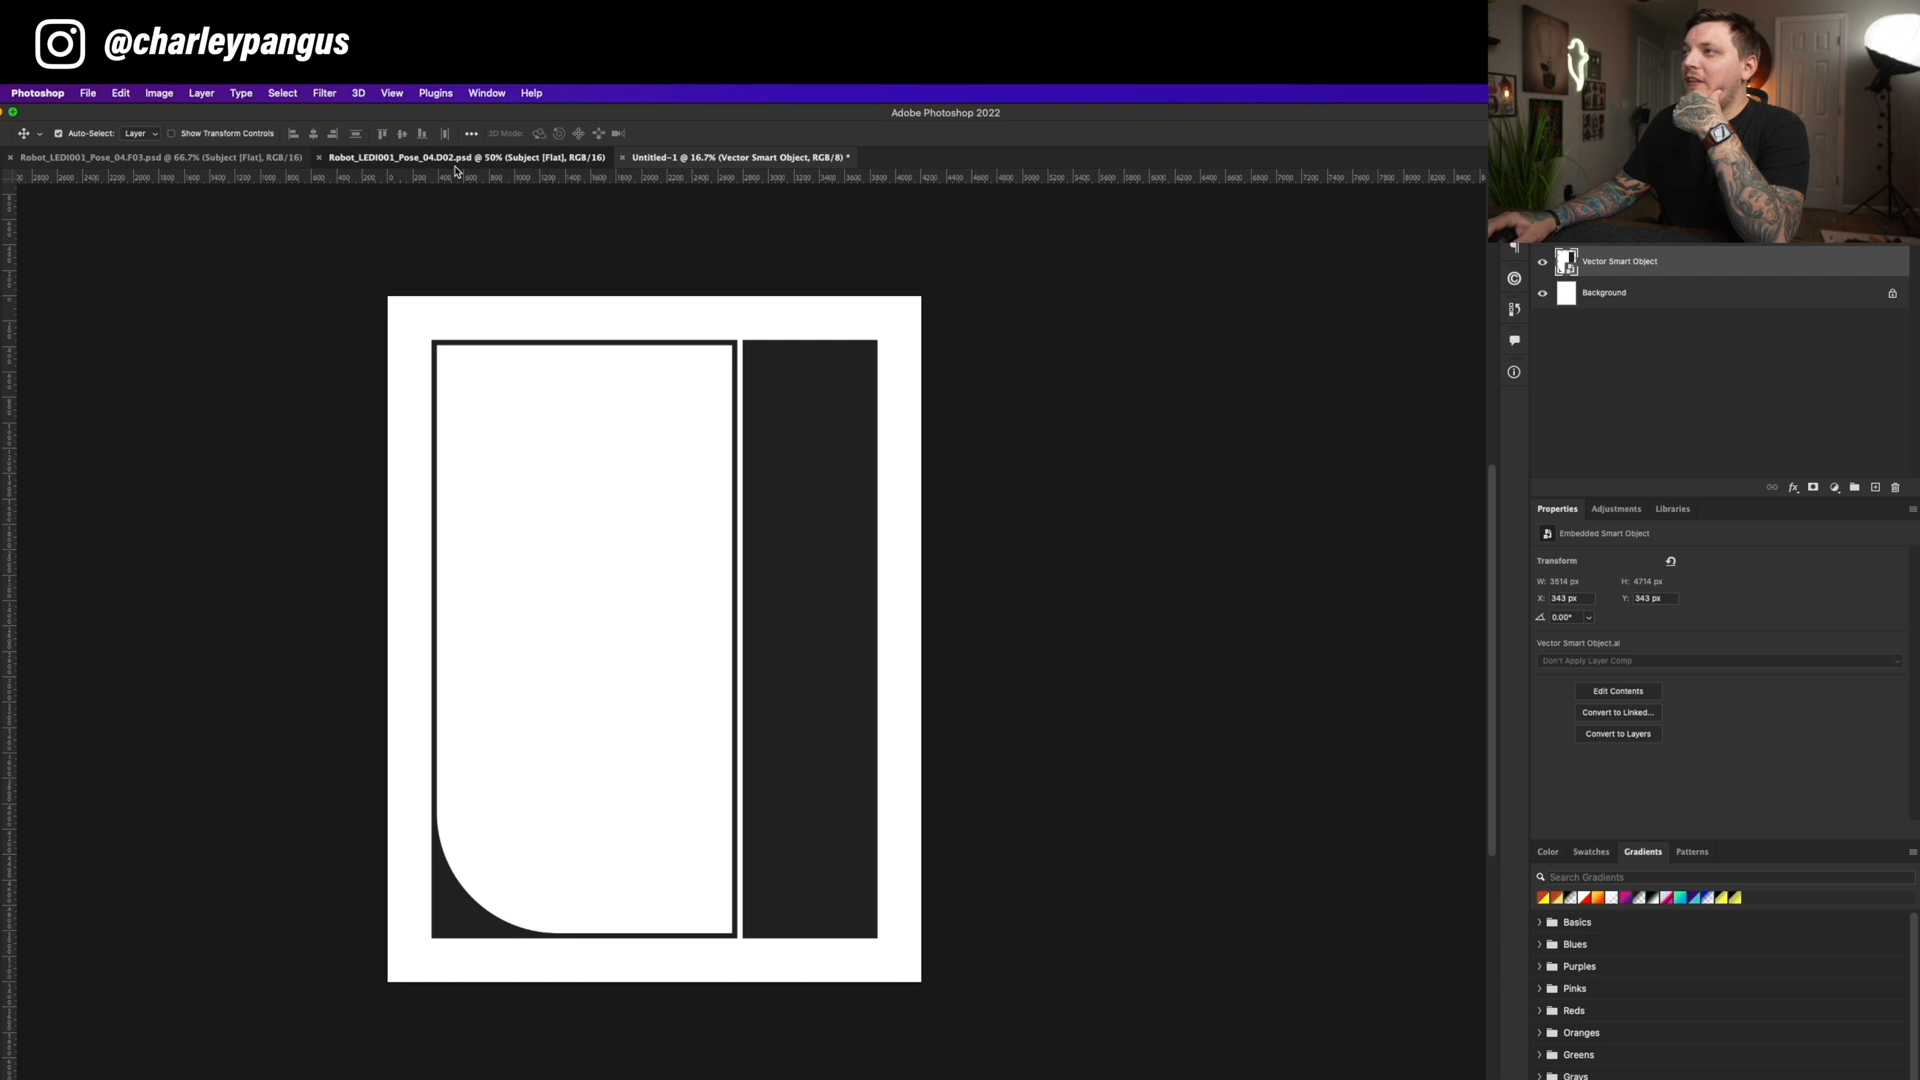 @charleypangus
Photoshop File Edit Image Layer Type Select Filter 3D View Plugins Window Help
Adobe Photoshop 2022
Auto-Select: Layer Show Transform Controls 3D Mode:
Robot_LEDI001_Pose_04.F03.psd @ 66.7% (Subject [Flat], RGB/16) Robot_LEDI001_Pose_04.D02.psd @ 50% (Subject [Flat], RGB/16) Untitled-1 @ 16.7% (Vector Smart Object, RGB/8) *
Vector Smart Object
Background
Properties Adjustments Libraries
Embedded Smart Object
Transform
W: 3514 px H: 4714 px
X: 343 px Y: 343 px
0.00°
Vector Smart Object.ai
Don't Apply Layer Comp
Edit Contents
Convert to Linked...
Convert to Layers
Color Swatches Gradients Patterns
Search Gradients
Basics
Blues
Purples
Pinks
Reds
Oranges
Greens
Grays